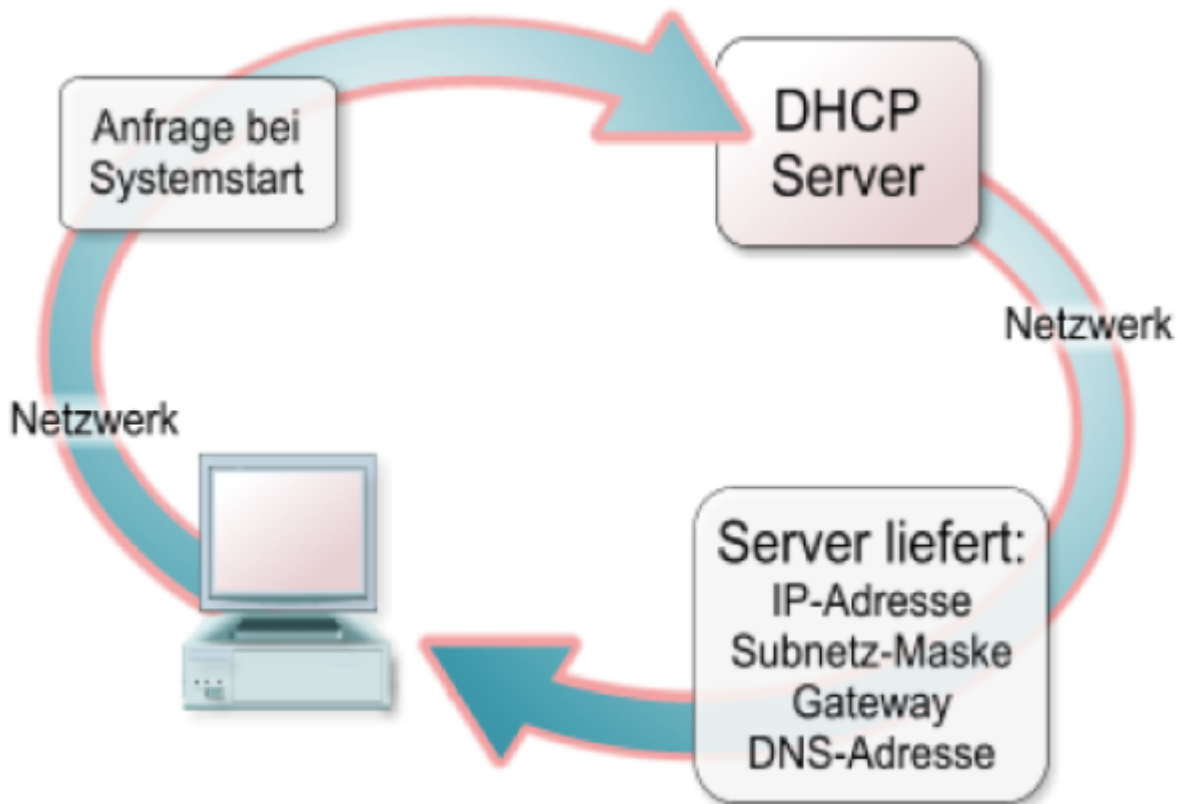 Anfrage bei
Systemstart
DHCP
Server
Netzwerk
Netzwerk
Server liefert:
IP-Adresse
Subnetz-Maske
Gateway
DNS-Adresse